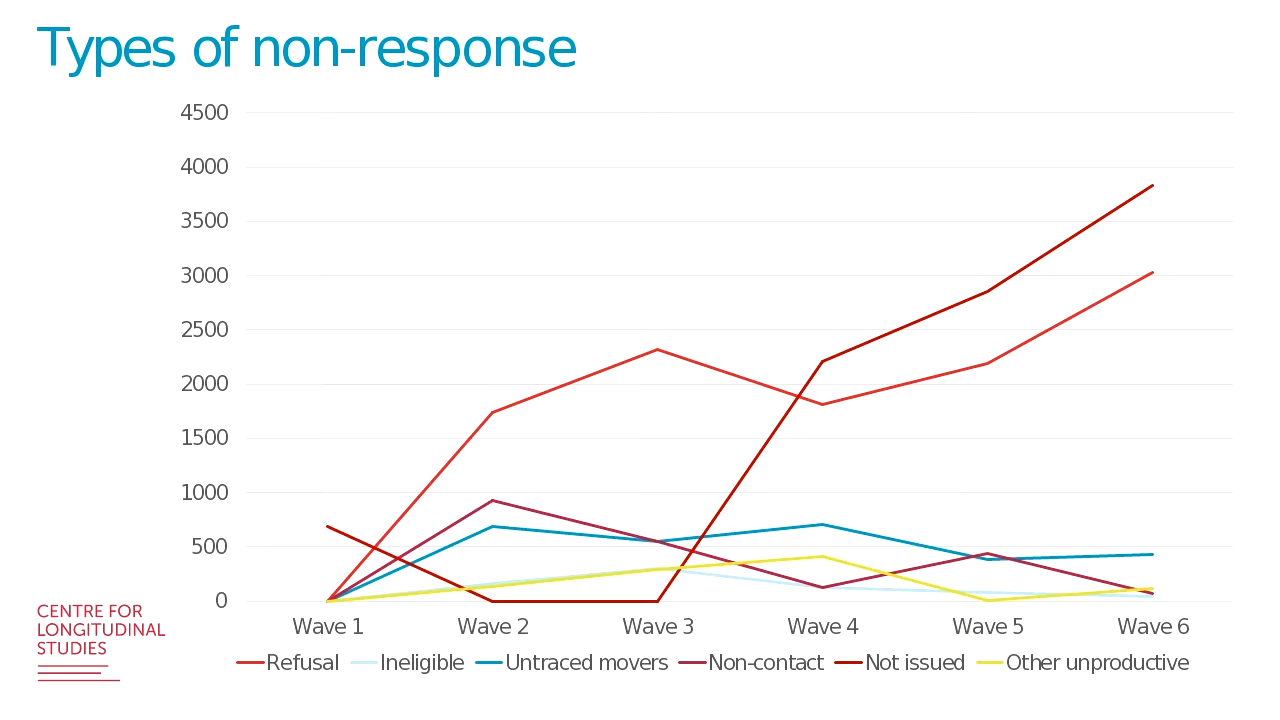 Types of non-response
4500
4000
3500
3000
2500
2000
1500
1000
500
0
Wave 1 Wave 2 Wave 3 Wave 4 Wave 5 Wave 6
Refusal Ineligible Untraced movers Non-contact Not issued Other unproductive
CENTRE FOR
LONGITUDINAL
STUDIES